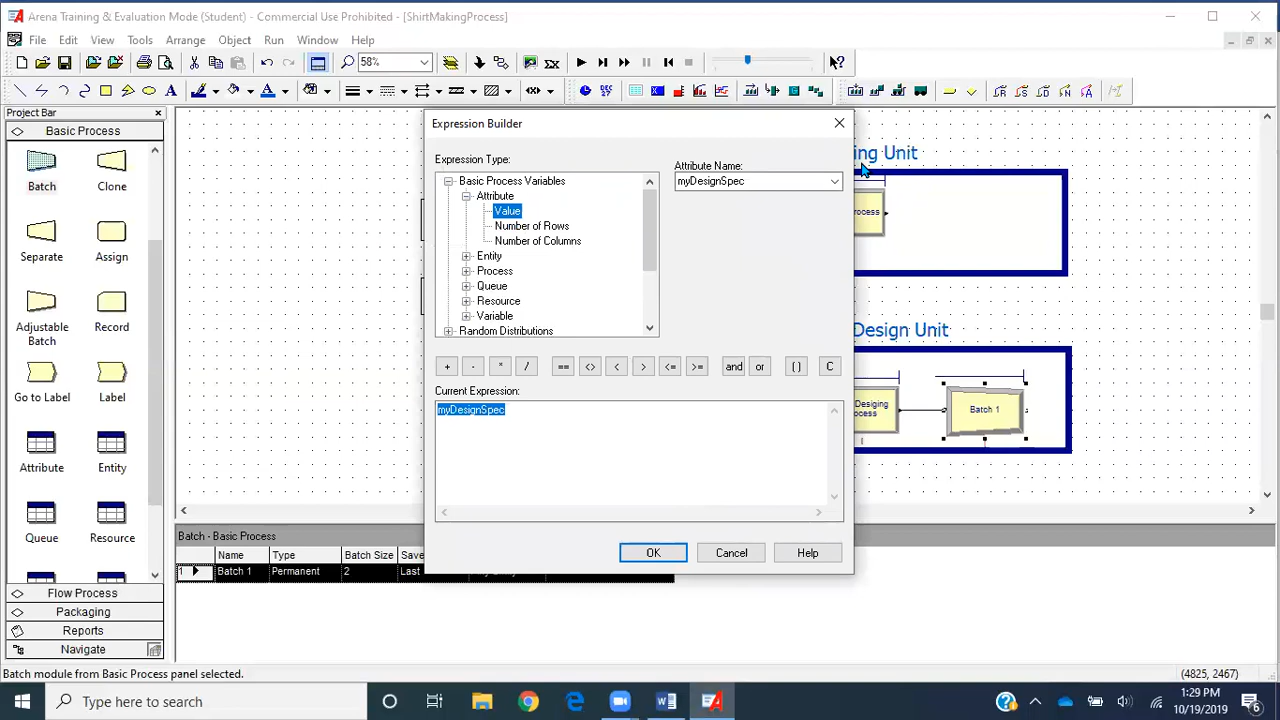 Arena Training & Evaluation Mode (Student) - Commercial Use Prohibited - [ShirtMakingProcess]
File Edit View Tools Arrange Object Run Window Help
58%
Project Bar
Basic Process
Batch Clone
Separate Assign
Adjustable Batch
Record
Go to Label Label
Attribute Entity
Queue Resource
Flow Process
Packaging
Reports
Navigate
Expression Builder
Expression Type:
Basic Process Variables
Attribute
Value
Number of Rows
Number of Columns
Entity
Process
Queue
Resource
Variable
Random Distributions
Attribute Name:
myDesignSpec
+ - * / == <> < > <= >= and or [ ] C
Current Expression:
myDesignSpec
OK Cancel Help
ing Unit
rocess
Design Unit
Desiging
ocess
Batch 1
Batch - Basic Process
Name Type Batch Size Save
1 Batch 1 Permanent 2 Last
Batch module from Basic Process panel selected.
(4825, 2467)
Type here to search
1:29 PM
10/19/2019
6